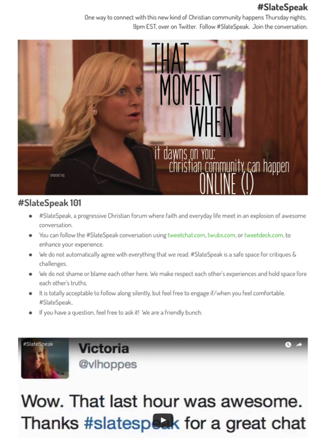 #SlateSpeak
One way to connect with this new kind of Christian community happens Thursday nights,
9pm EST, over on Twitter. Follow #SlateSpeak. Join the conversation.
THAT
MOMENT
WHEN
it dawns on you:
christian community can happen
ONLINE (!)
#SlateSpeak 101
#SlateSpeak, a progressive Christian forum where faith and everyday life meet in an explosion of awesome
conversation.
You can follow the #SlateSpeak conversation using tweetchat.com, twubs.com, or tweetdeck.com, to
enhance your experience.
We do not automatically agree with everything that we read. #SlateSpeak is a safe space for critiques &
challenges.
We do not shame or blame each other here. We make respect each other's experiences and hold space fore
each other's truths.
It is totally acceptable to follow along silently, but feel free to engage if/when you feel comfortable.
#SlateSpeak.
If you have a question, feel free to ask it! We are a friendly bunch.
#SlateSpeak
Victoria
@vlhoppes
Wow. That last hour was awesome.
Thanks #slatespeak for a great chat